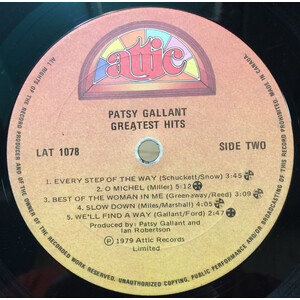 attic
PATSY GALLANT
GREATEST HITS
LAT 1078
SIDE TWO
1. EVERY STEP OF THE WAY (Schuckett/Snow) 3:45
2. O MICHEL (Miller) 5:12
3. BEST OF THE WOMAN IN ME (Greenaway/Reed) 3:09
4. SLOW DOWN (Miles/Marshall) 4:05
5. WE'LL FIND A WAY (Gallant/Ford) 2:47
Produced by: Patsy Gallant and
Ian Robertson
© 1979 Attic Records
Limited
ALL RIGHTS OF THE RECORD PRODUCER AND OF THE OWNER OF THE RECORDED WORK RESERVED. UNAUTHORIZED COPYING, PUBLIC PERFORMANCE AND/OR BROADCASTING OF THIS RECORD PROHIBITED.
MADE IN CANADA.